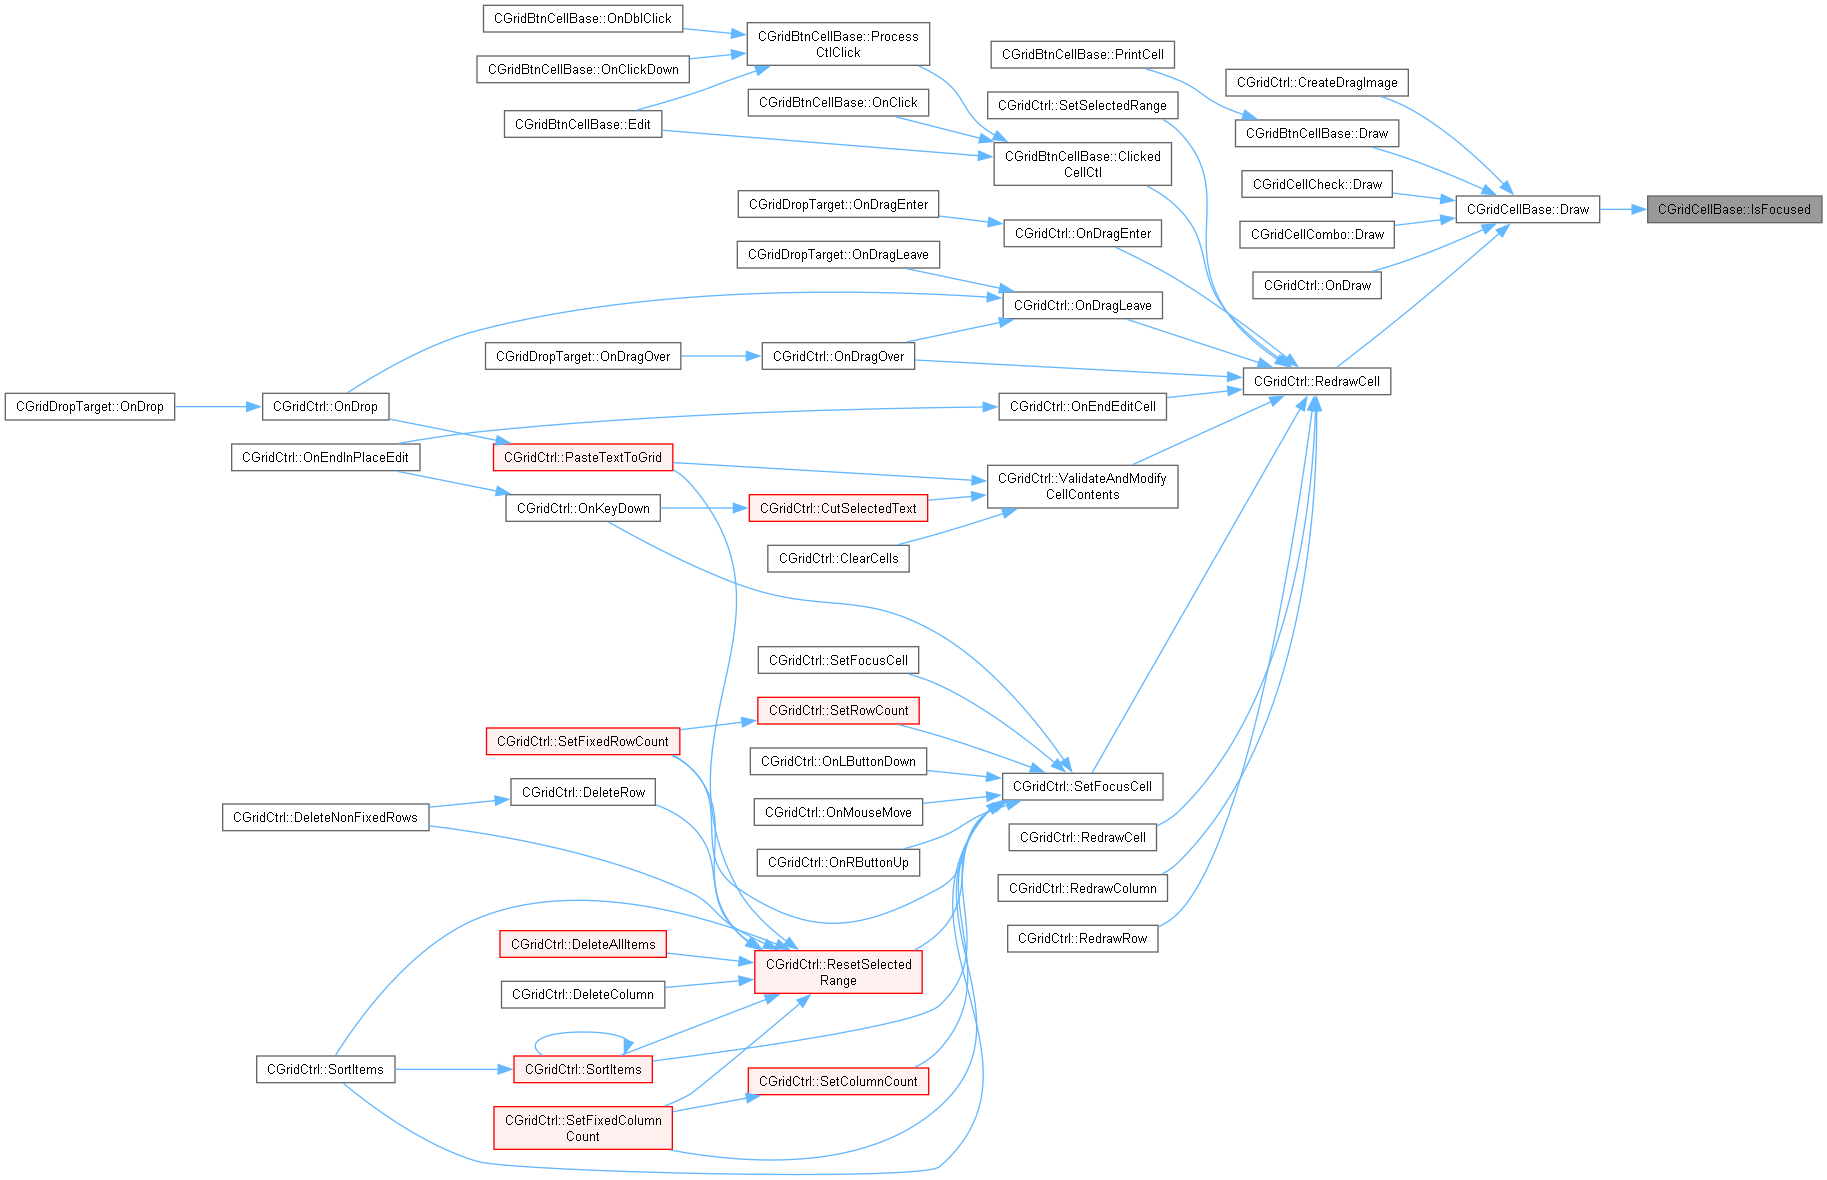 CGridBtnCellBase::OnDblClick
CGridBtnCellBase::Process
CtlClick
CGridBtnCellBase::OnClickDown
CGridBtnCellBase::OnClick
CGridBtnCellBase::Edit
CGridBtnCellBase::PrintCell
CGridCtrl::SetSelectedRange
CGridBtnCellBase::Clicked
CellCtl
CGridCtrl::CreateDragImage
CGridBtnCellBase::Draw
CGridCellCheck::Draw
CGridCellCombo::Draw
CGridCtrl::OnDraw
CGridCellBase::Draw
CGridCellBase::IsFocused
CGridDropTarget::OnDragEnter
CGridCtrl::OnDragEnter
CGridDropTarget::OnDragLeave
CGridCtrl::OnDragLeave
CGridDropTarget::OnDragOver
CGridCtrl::OnDragOver
CGridCtrl::RedrawCell
CGridDropTarget::OnDrop
CGridCtrl::OnDrop
CGridCtrl::OnEndEditCell
CGridCtrl::OnEndInPlaceEdit
CGridCtrl::PasteTextToGrid
CGridCtrl::ValidateAndModify
CellContents
CGridCtrl::OnKeyDown
CGridCtrl::CutSelectedText
CGridCtrl::ClearCells
CGridCtrl::SetFocusCell
CGridCtrl::SetRowCount
CGridCtrl::SetFixedRowCount
CGridCtrl::OnLButtonDown
CGridCtrl::SetFocusCell
CGridCtrl::DeleteRow
CGridCtrl::OnMouseMove
CGridCtrl::DeleteNonFixedRows
CGridCtrl::RedrawCell
CGridCtrl::OnRButtonUp
CGridCtrl::RedrawColumn
CGridCtrl::RedrawRow
CGridCtrl::DeleteAllItems
CGridCtrl::ResetSelected
Range
CGridCtrl::DeleteColumn
CGridCtrl::SortItems
CGridCtrl::SortItems
CGridCtrl::SetColumnCount
CGridCtrl::SetFixedColumn
Count